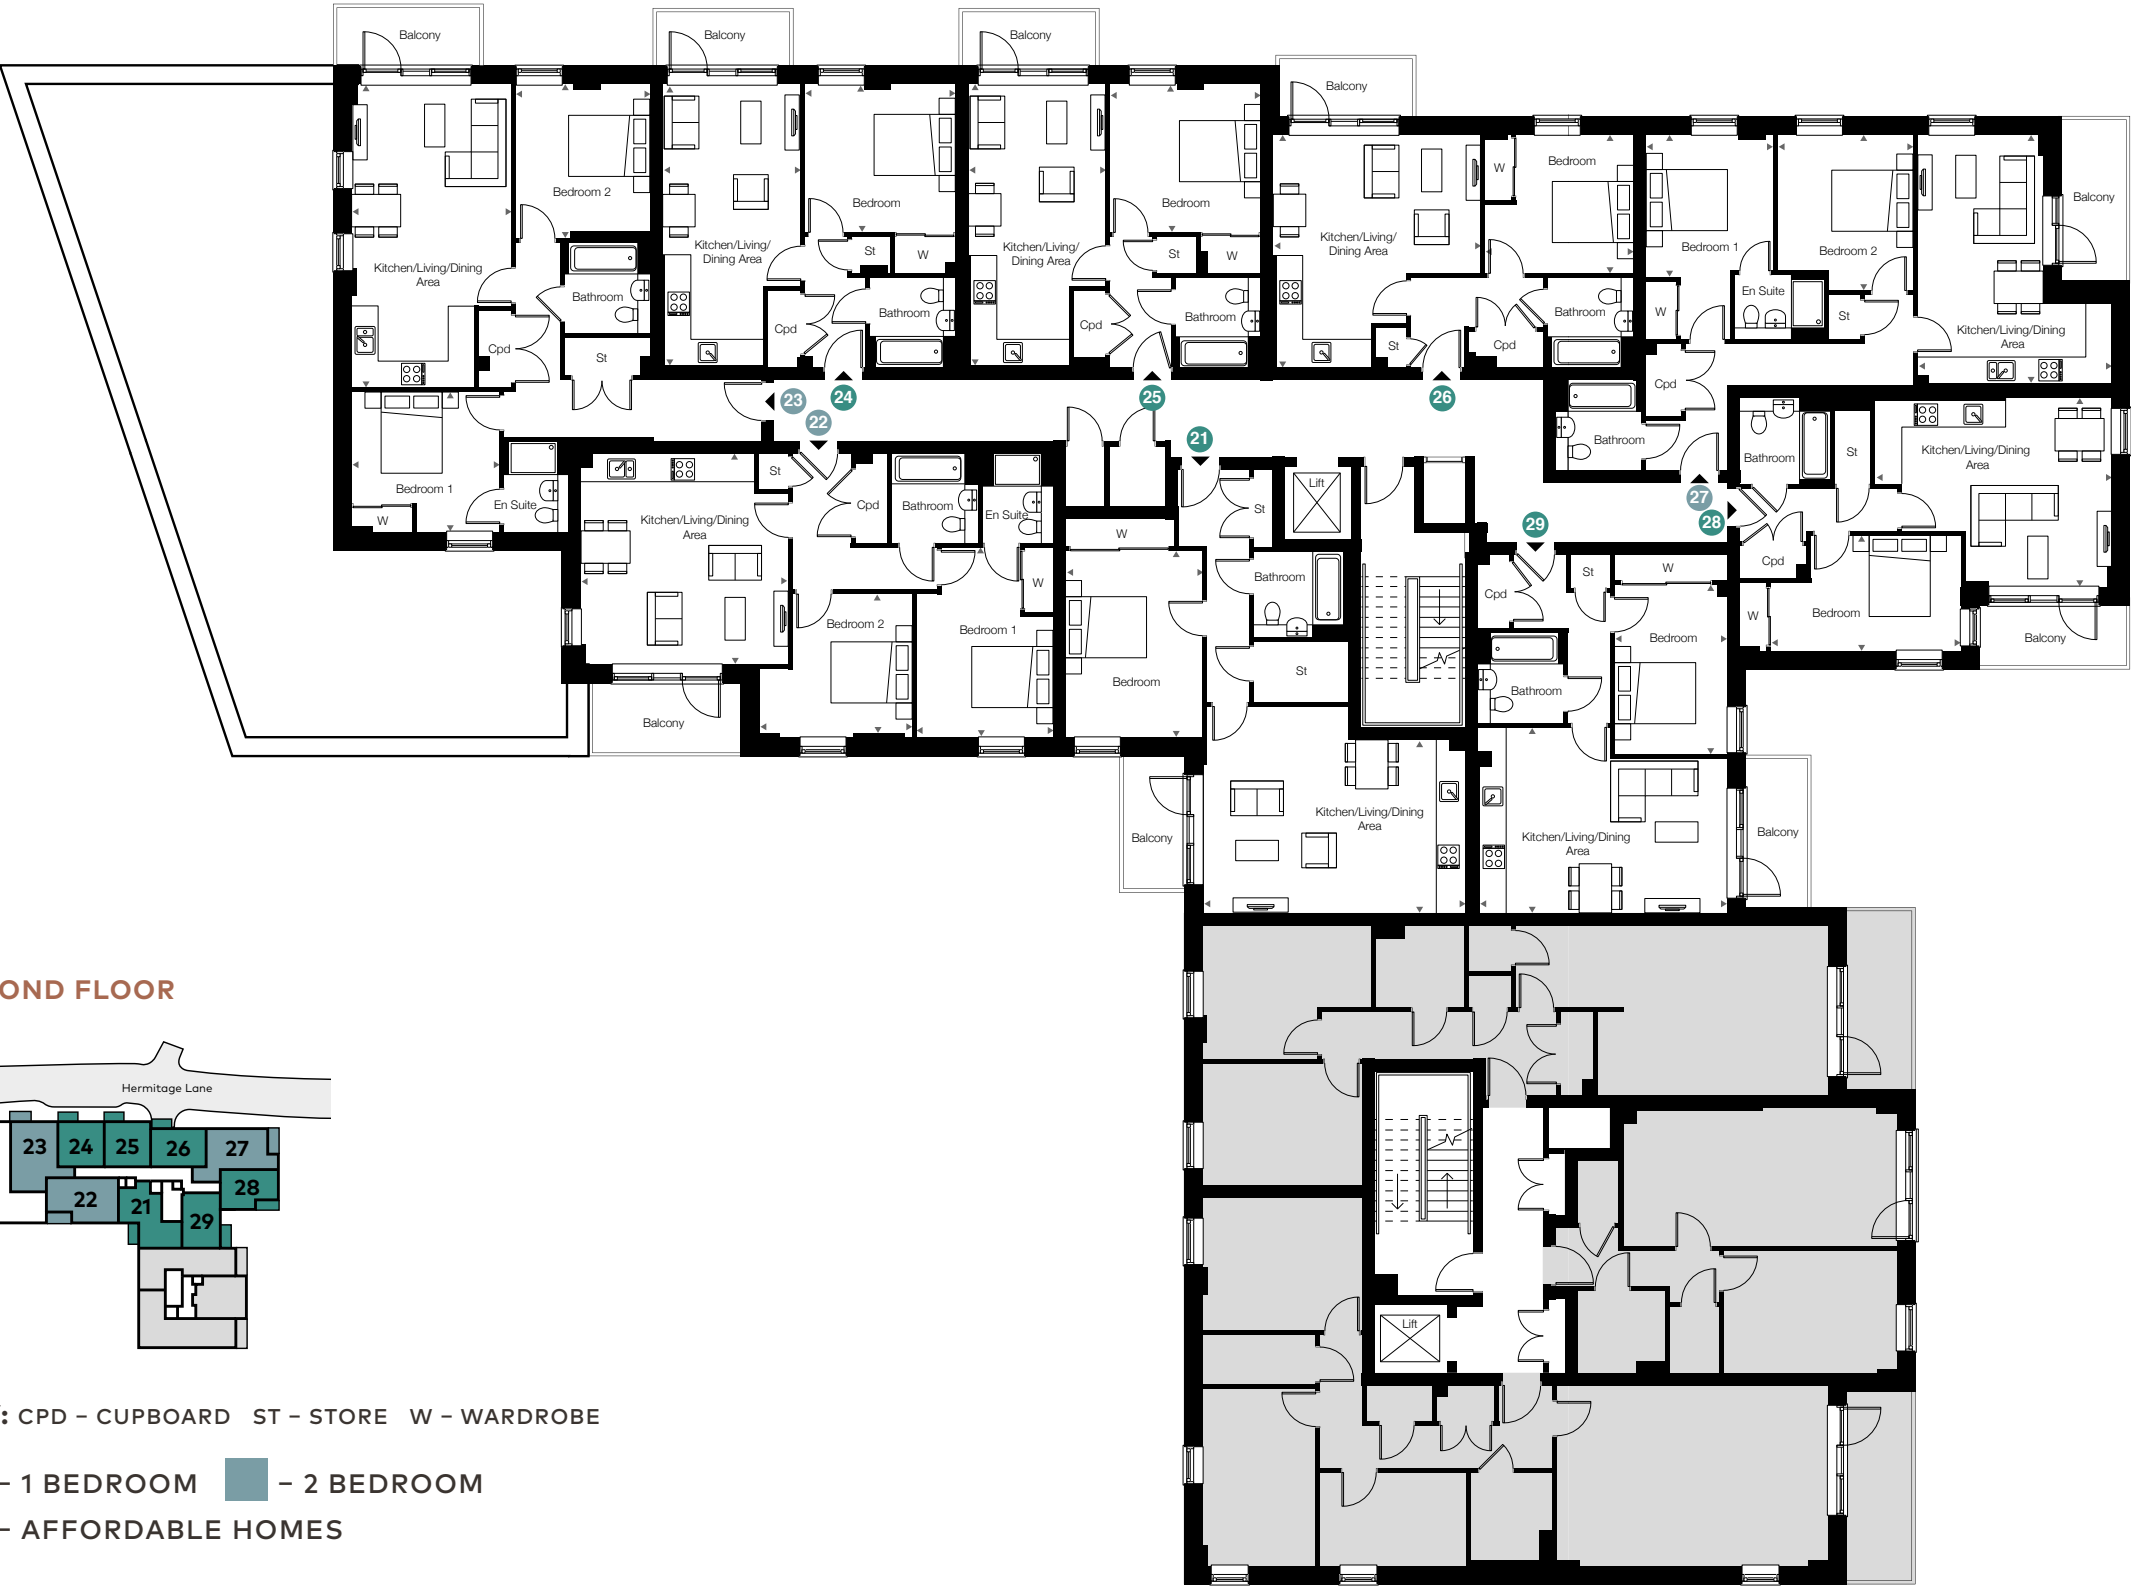 Balcony
Balcony
Balcony
Balcony
Kitchen/Living/Dining
Area
Bedroom 2
Bathroom
Cpd
St
Bedroom 1
W
En Suite
23
Kitchen/Living/
Dining Area
Bedroom
St
W
Cpd
Bathroom
24
Kitchen/Living/
Dining Area
Bedroom
St
W
Cpd
Bathroom
25
Kitchen/Living/
Dining Area
W
Bedroom
St
Cpd
Bathroom
26
Bedroom 1
Bedroom 2
W
En Suite
St
Cpd
Bathroom
Kitchen/Living/Dining
Area
Balcony
27
Bathroom
St
Kitchen/Living/Dining
Area
Cpd
W
Bedroom
Balcony
28
22
St
Kitchen/Living/Dining
Area
Cpd
Bathroom
En Suite
W
Bedroom 2
Bedroom 1
Balcony
21
St
W
Bathroom
Bedroom
St
Kitchen/Living/Dining
Area
Balcony
Lift
29
Cpd
St
W
Bedroom
Bathroom
Kitchen/Living/Dining
Area
Balcony
Lift
OND FLOOR
Hermitage Lane
23 24 25 26 27
22 21 29 28
: CPD – CUPBOARD ST – STORE W – WARDROBE
– 1 BEDROOM – 2 BEDROOM
– AFFORDABLE HOMES